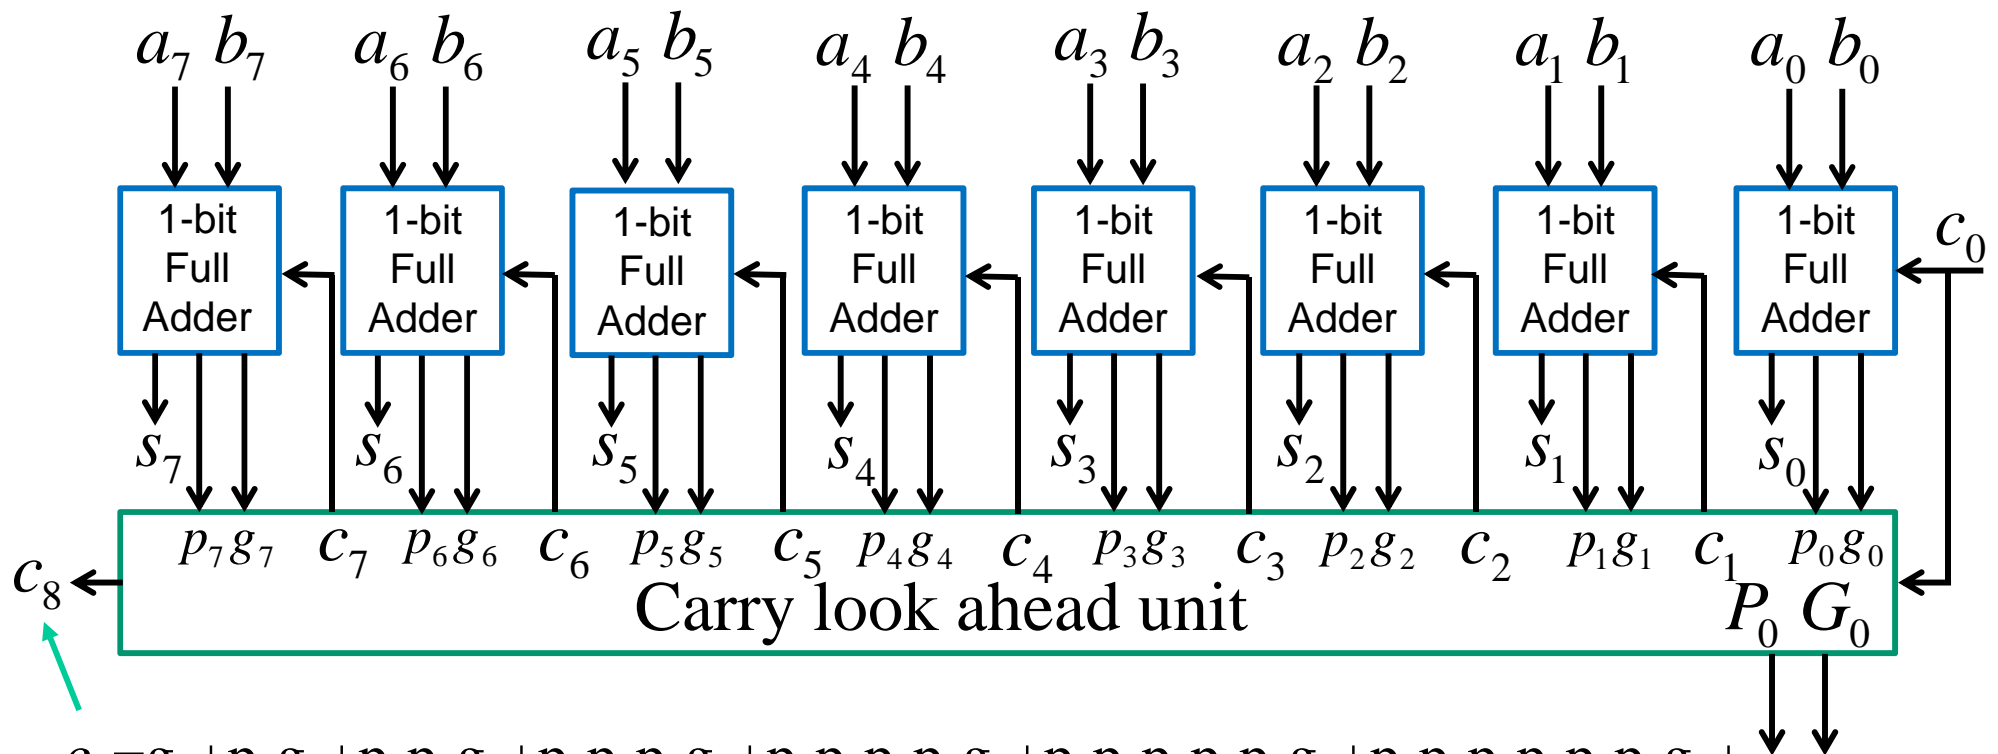 a₇ b₇ a₆ b₆ a₅ b₅ a₄ b₄ a₃ b₃ a₂ b₂ a₁ b₁ a₀ b₀
1-bit 1-bit 1-bit 1-bit 1-bit 1-bit 1-bit 1-bit
c₀
Full Full Full Full Full Full Full Full
Adder Adder Adder Adder Adder Adder Adder Adder
s₇ s₆ s₅ s₄ s₃ s₂ s₁ s₀
p₇g₇ c₇ p₆g₆ c₆ p₅g₅ c₅ p₄g₄ c₄ p₃g₃ c₃ p₂g₂ c₂ p₁g₁ c₁ p₀g₀
c₈
Carry look ahead unit P₀ G₀